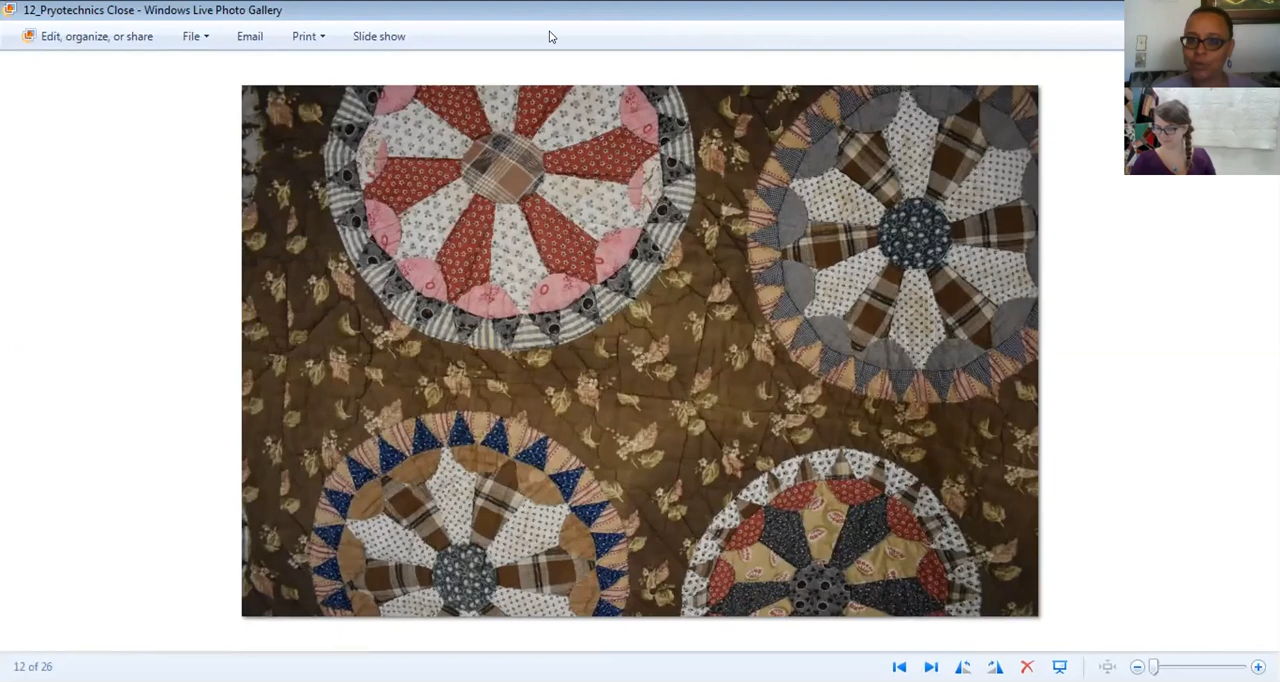 12_Pryotechnics Close - Windows Live Photo Gallery
Edit, organize, or share File Email Print Slide show
12 of 26